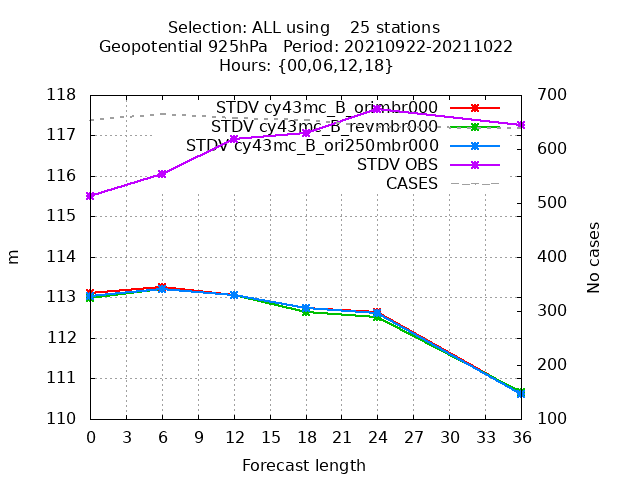 Selection: ALL using 25 stations
Geopotential 925hPa Period: 20210922-20211022
Hours: {00,06,12,18}
STDV cy43mc_B_orimbr000
STDV cy43mc_B_revmbr000
STDV cy43mc_B_ori250mbr000
STDV OBS
CASES
118
117
116
115
114
113
112
111
110
m
700
600
500
400
300
200
100
No cases
0 3 6 9 12 15 18 21 24 27 30 33 36
Forecast length